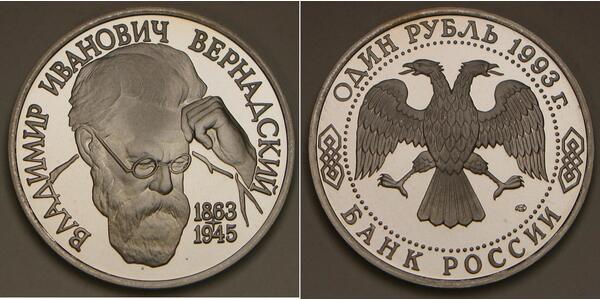 ВЛАДИМИР ИВАНОВИЧ ВЕРНАДСКИЙ
1863
1945
ОДИН РУБЛЬ 1993 г.
БАНК РОССИИ